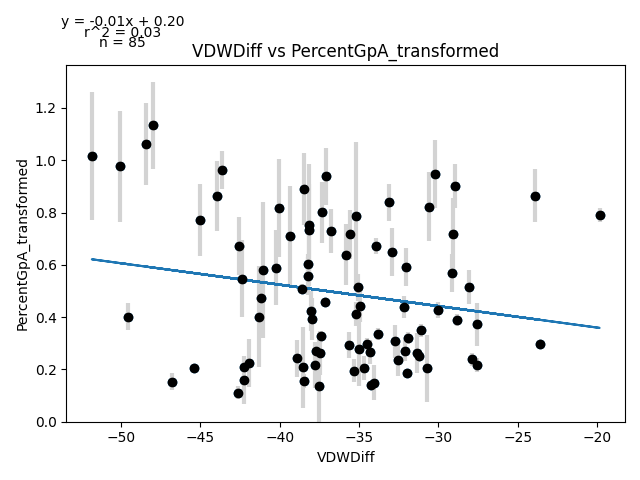 y = -0.01x + 0.20
r^2 = 0.03
n = 85
VDWDiff vs PercentGpA_transformed
1.2
1.0
0.8
0.6
0.4
0.2
0.0
PercentGpA_transformed
−50
−45
−40
−35
−30
−25
−20
VDWDiff